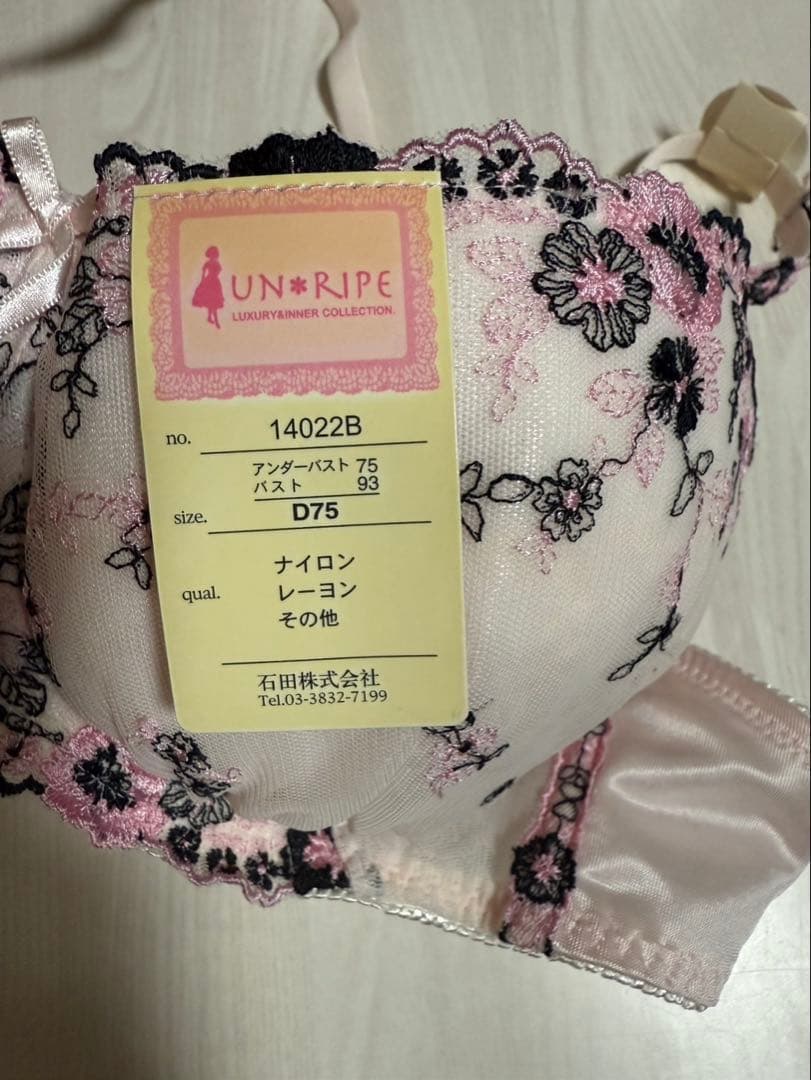 UN*RIPE
LUXURY&INNER COLLECTION.
no. 14022B
アンダーバスト 75
バスト 93
size. D75
qual. ナイロン
レーヨン
その他
石田株式会社
Tel.03-3832-7199